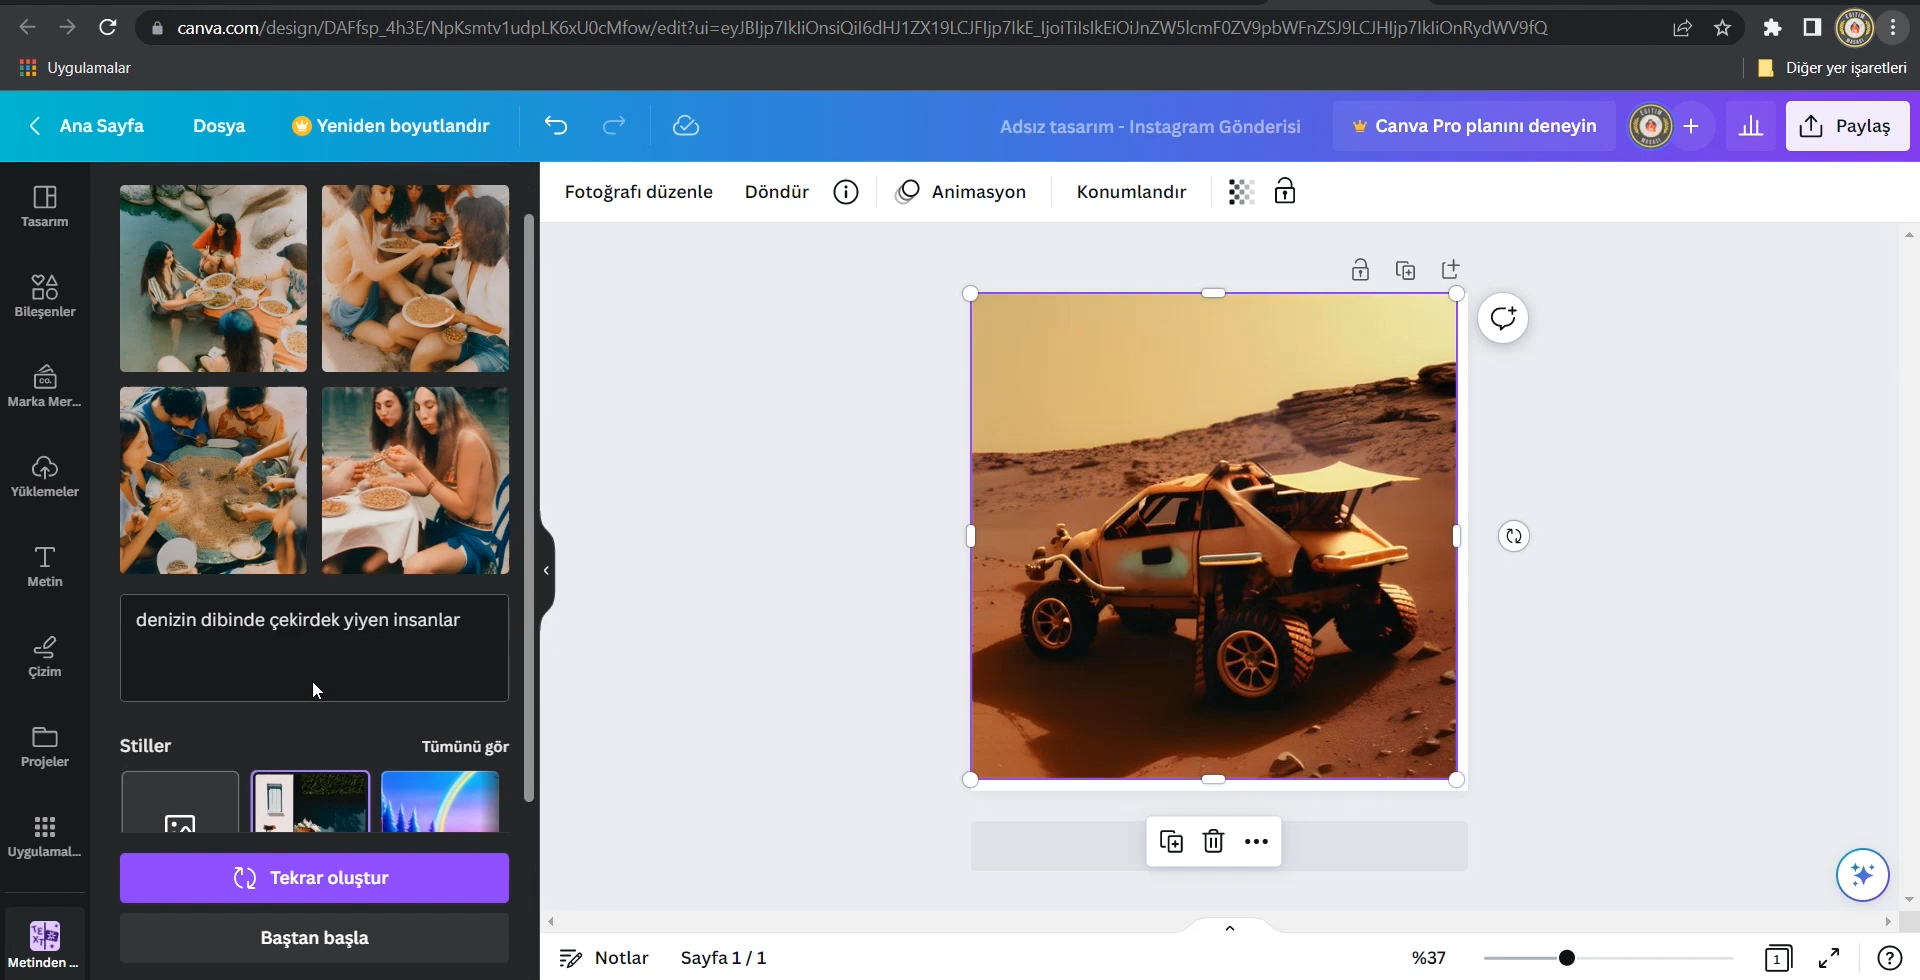 canva.com/design/DAFfsp_4h3E/NpKsmtv1udpLK6xU0cMfow/edit?ui=eyJBIjp7IkIiOnsiQiI6dHJ1ZX19LCJFIjp7IkE_IjoiTiIsIkEiOiJnZW5lcmF0ZV9pbWFnZSJ9LCJHIjp7IkIiOnRydWV9fQ
Uygulamalar
Diğer yer işaretleri
Ana Sayfa
Dosya
Yeniden boyutlandır
Adsız tasarım - Instagram Gönderisi
Canva Pro planını deneyin
Paylaş
Tasarım
Bileşenler
Marka Mer...
Yüklemeler
Metin
Çizim
Projeler
Uygulamal...
Metinden ...
denizin dibinde çekirdek yiyen insanlar
Stiller
Tümünü gör
Tekrar oluştur
Baştan başla
Fotoğrafı düzenle
Döndür
Animasyon
Konumlandır
Notlar
Sayfa 1 / 1
%37
1